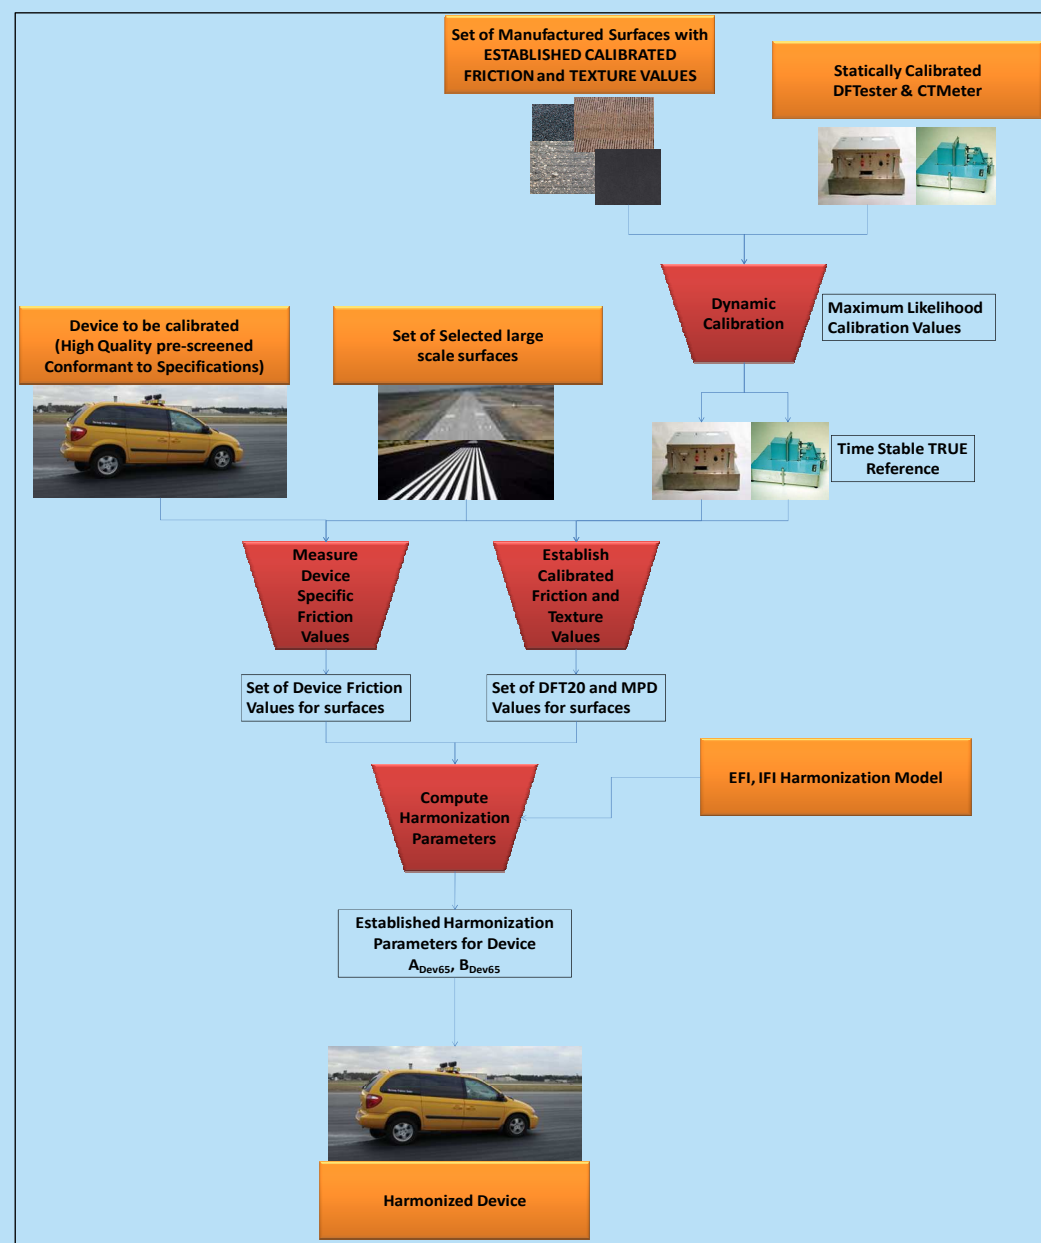 Set of Manufactured Surfaces with
ESTABLISHED CALIBRATED
FRICTION and TEXTURE VALUES
Statically Calibrated
DFTester & CTMeter
Dynamic
Calibration
Maximum Likelihood
Calibration Values
Device to be calibrated
(High Quality pre-screened
Conformant to Specifications)
Set of Selected large
scale surfaces
Time Stable TRUE
Reference
Measure
Device
Specific
Friction
Values
Establish
Calibrated
Friction and
Texture
Values
Set of Device Friction
Values for surfaces
Set of DFT20 and MPD
Values for surfaces
EFI, IFI Harmonization Model
Compute
Harmonization
Parameters
Established Harmonization
Parameters for Device
A_Dev65, B_Dev65
Harmonized Device